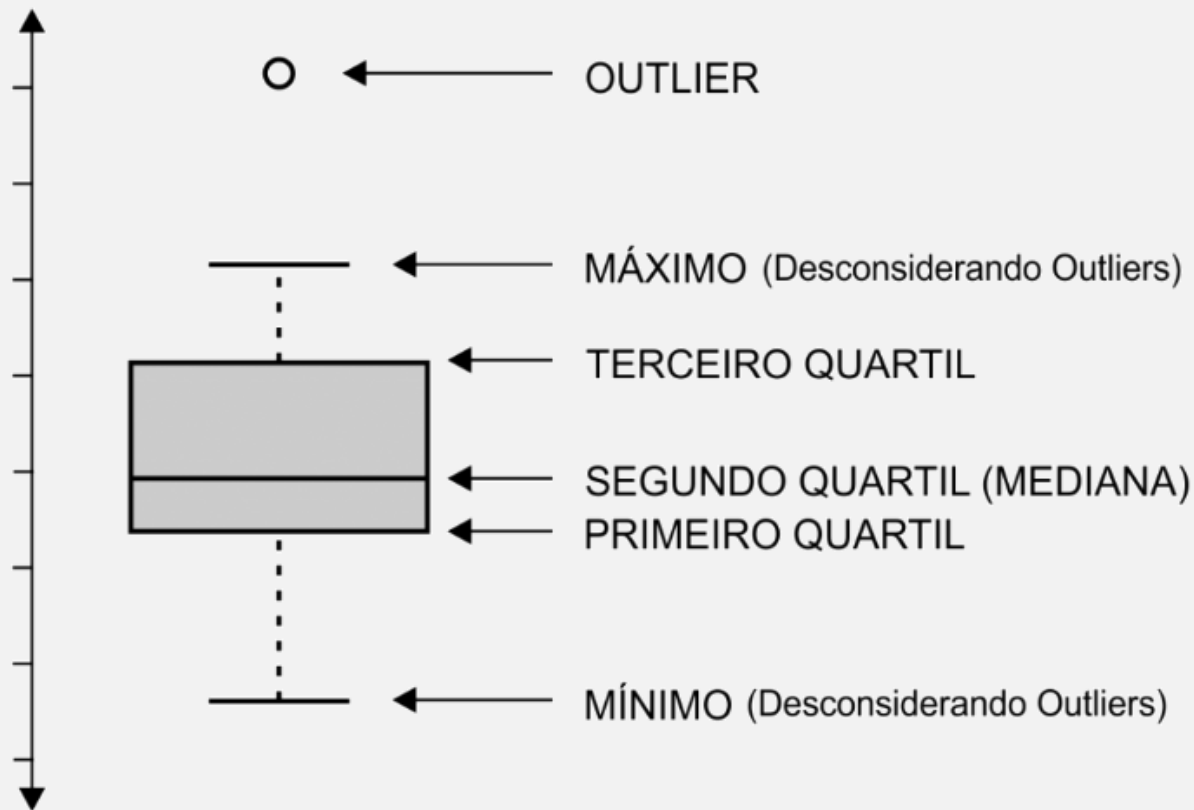 OUTLIER
MÁXIMO (Desconsiderando Outliers)
TERCEIRO QUARTIL
SEGUNDO QUARTIL (MEDIANA)
PRIMEIRO QUARTIL
MÍNIMO (Desconsiderando Outliers)